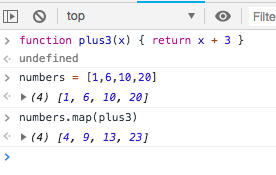 top
function plus3(x) { return x + 3 }
undefined
numbers = [1,6,10,20]
(4) [1, 6, 10, 20]
numbers.map(plus3)
(4) [4, 9, 13, 23]